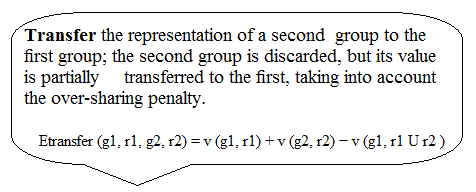 Transfer the representation of a second group to the
first group; the second group is discarded, but its value
is partially transferred to the first, taking into account
the over-sharing penalty.
Etransfer (g1, r1, g2, r2) = v (g1, r1) + v (g2, r2) − v (g1, r1 U r2 )